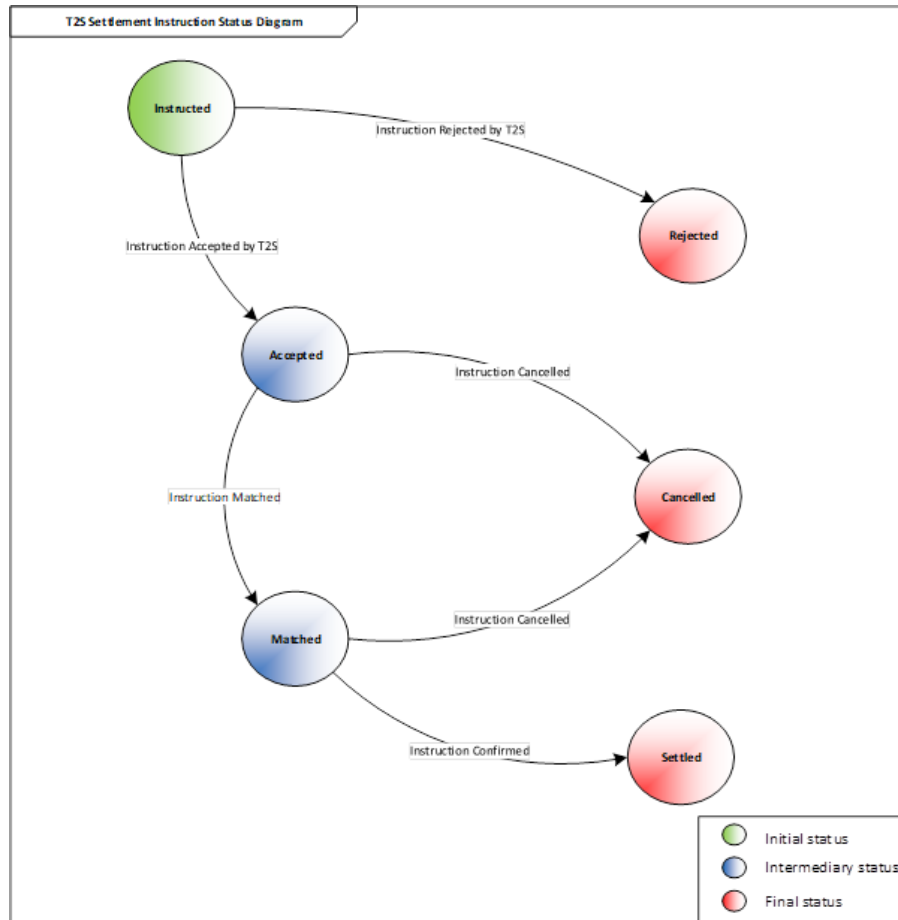 T2S Settlement Instruction Status Diagram
Instructed
Instruction Rejected by T2S
Rejected
Instruction Accepted by T2S
Accepted
Instruction Cancelled
Instruction Matched
Cancelled
Instruction Cancelled
Matched
Instruction Confirmed
Settled
Initial status
Intermediary status
Final status